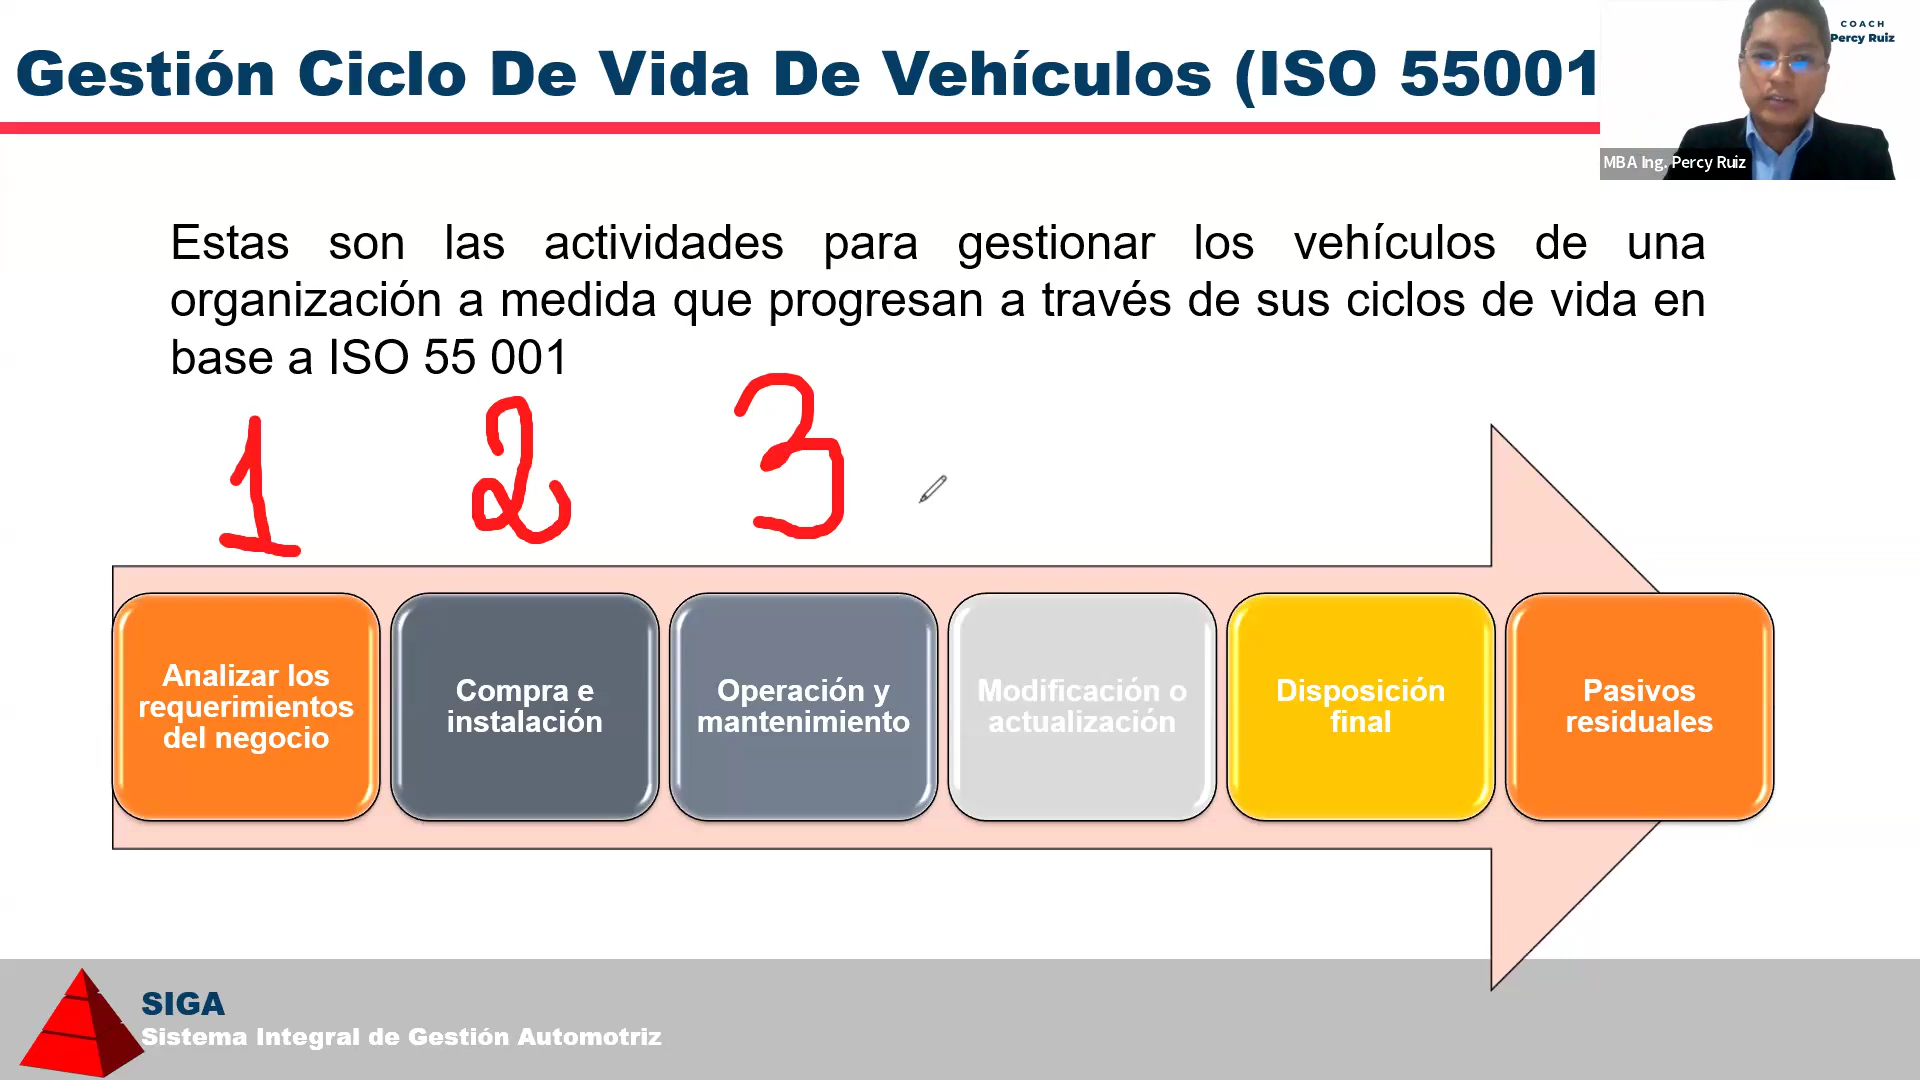 Gestión Ciclo De Vida De Vehículos (ISO 55001
COACH
Percy Ruiz
MBA Ing. Percy Ruiz
Estas son las actividades para gestionar los vehículos de una
organización a medida que progresan a través de sus ciclos de vida en
base a ISO 55 001
1 2 3
Analizar los
requerimientos
del negocio
Compra e
instalación
Operación y
mantenimiento
Modificación o
actualización
Disposición
final
Pasivos
residuales
SIGA
Sistema Integral de Gestión Automotriz